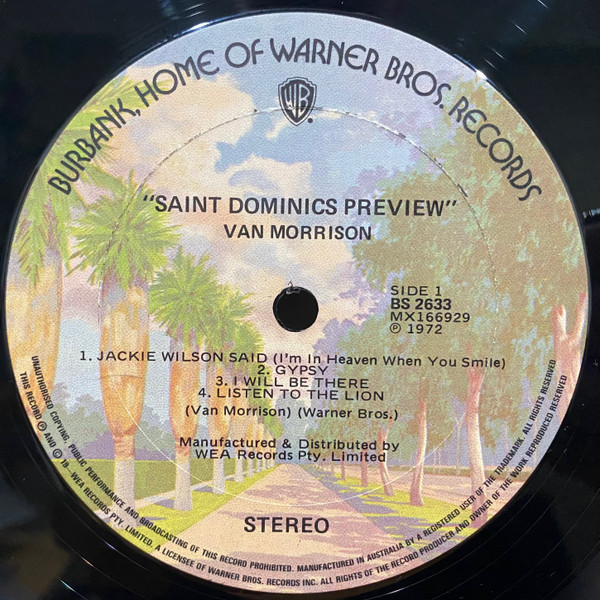 BURBANK, HOME OF WARNER BROS. RECORDS
WB
"SAINT DOMINICS PREVIEW"
VAN MORRISON
SIDE 1
BS 2633
MX166929
℗ 1972
1. JACKIE WILSON SAID (I'm In Heaven When You Smile)
2. GYPSY
3. I WILL BE THERE
4. LISTEN TO THE LION
(Van Morrison) (Warner Bros.)
Manufactured & Distributed by
WEA Records Pty. Limited
STEREO
UNAUTHORISED COPYING, PUBLIC PERFORMANCE AND BROADCASTING OF THIS RECORD PROHIBITED. MANUFACTURED IN AUSTRALIA BY A REGISTERED USER OF THE TRADEMARK. ALL RIGHTS RESERVED
THIS RECORD ℗ AND © 19-- WEA RECORDS PTY. LIMITED. A LICENSEE OF WARNER BROS. RECORDS INC. ALL RIGHTS OF THE RECORD PRODUCER AND OWNER OF THE WORK REPRODUCED RESERVED